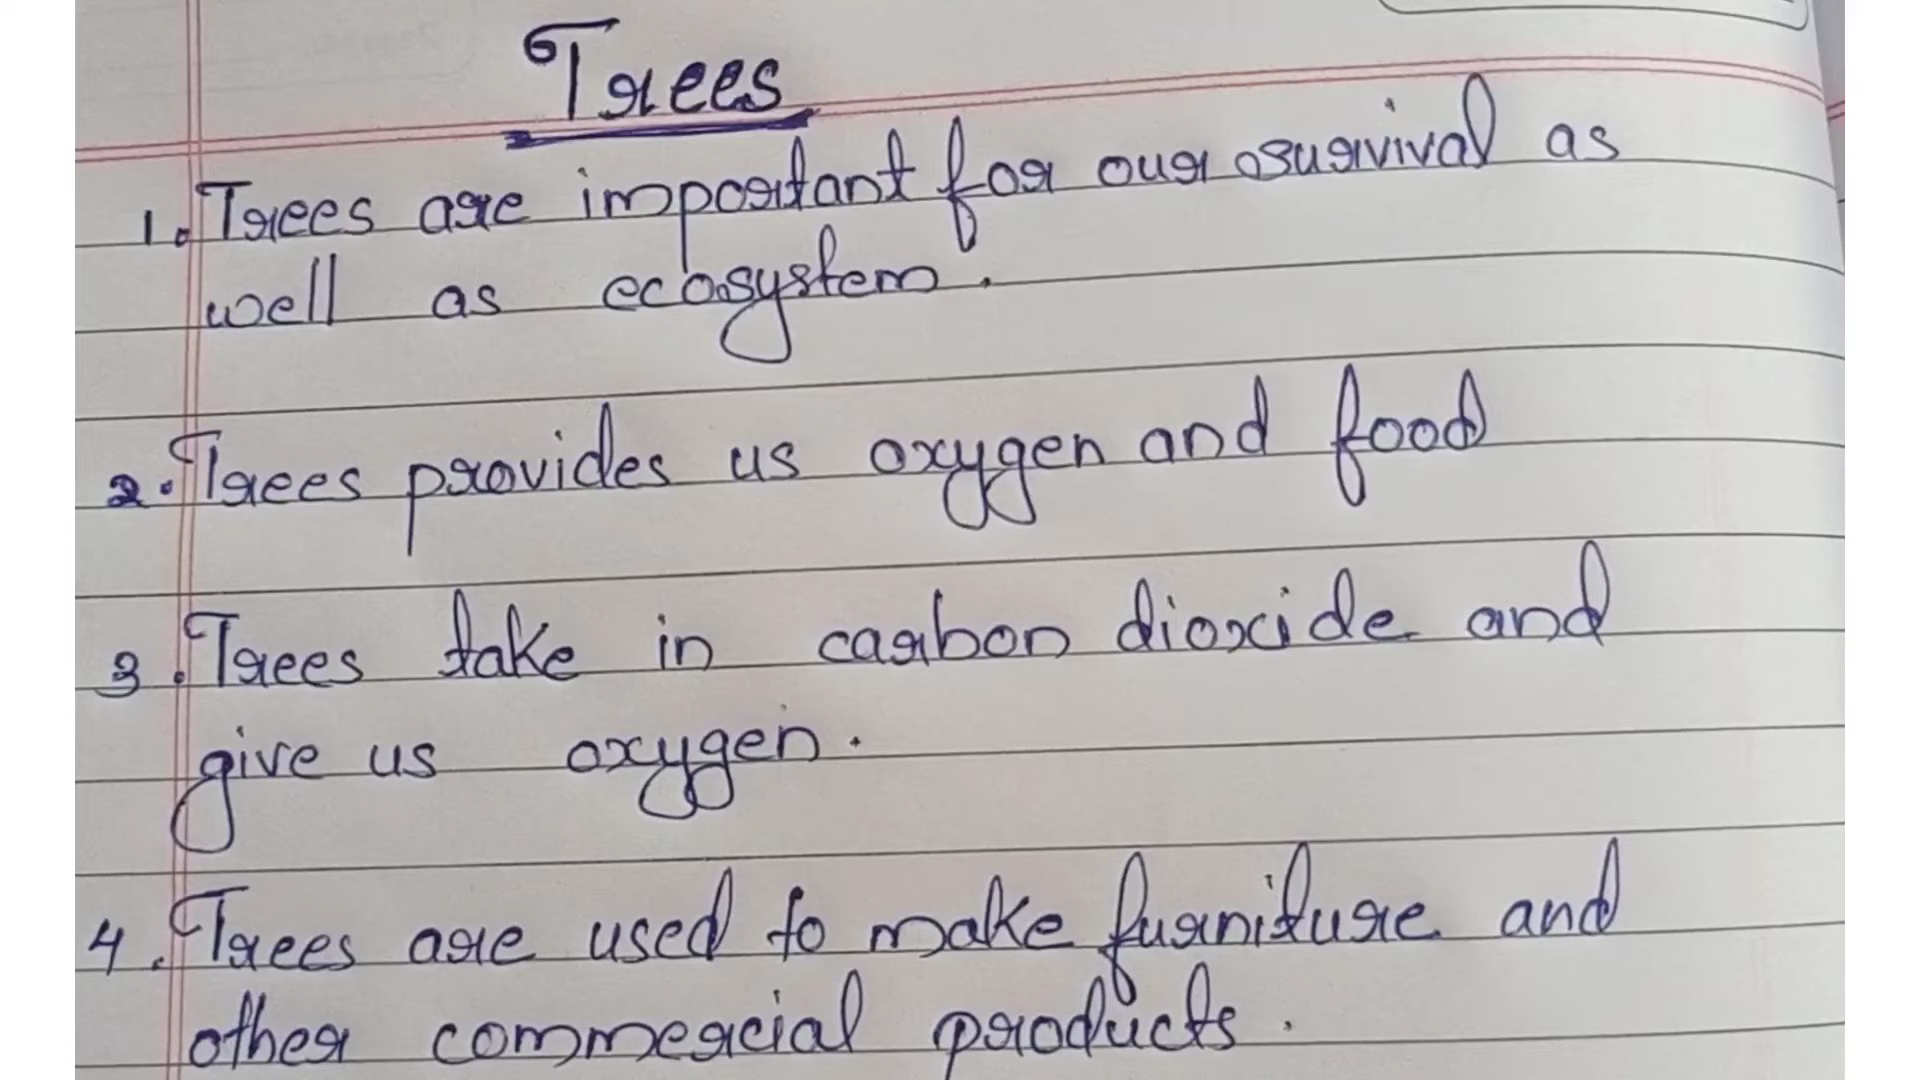 Trees
1. Trees are important for our survival as
well as ecosystem.
2. Trees provides us oxygen and food
3. Trees take in carbon dioxide and
give us oxygen.
4. Trees are used to make furniture and
other commercial products.